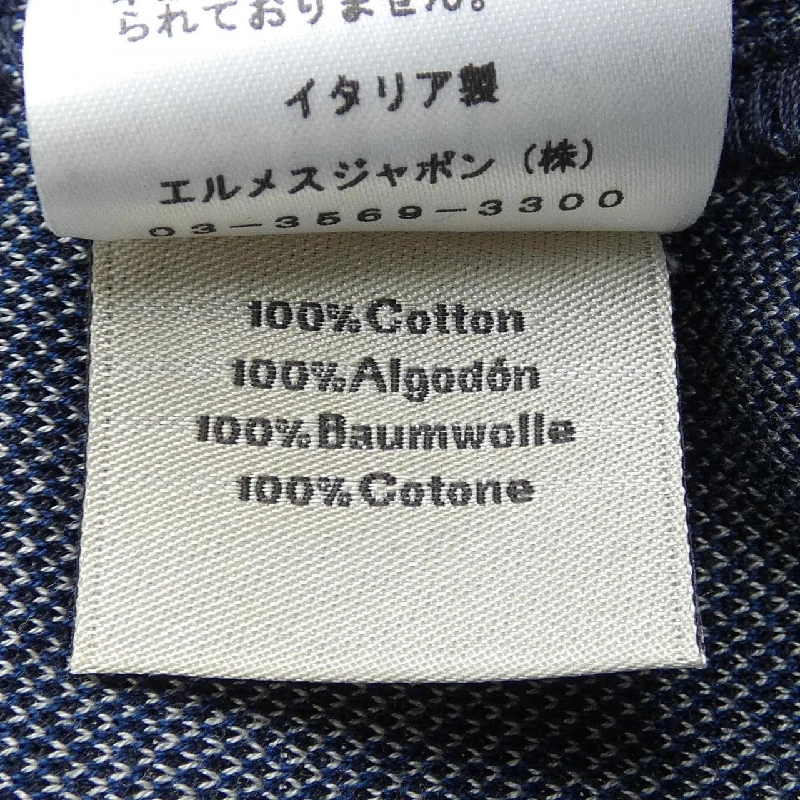 られておりません。
イタリア製
エルメスジャポン（株）
03-3569-3300
100%Cotton
100%Algodón
100%Baumwolle
100%Cotone